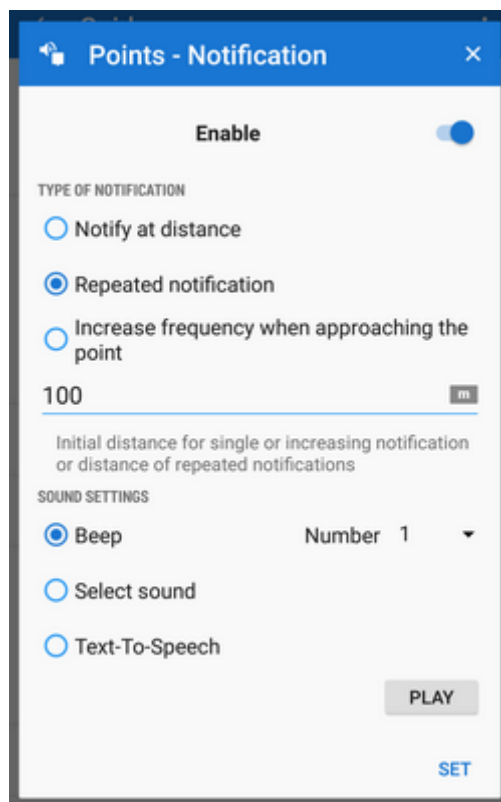 Points - Notification
Enable
TYPE OF NOTIFICATION
Notify at distance
Repeated notification
Increase frequency when approaching the
point
100 m
Initial distance for single or increasing notification
or distance of repeated notifications
SOUND SETTINGS
Beep Number 1
Select sound
Text-To-Speech
PLAY
SET